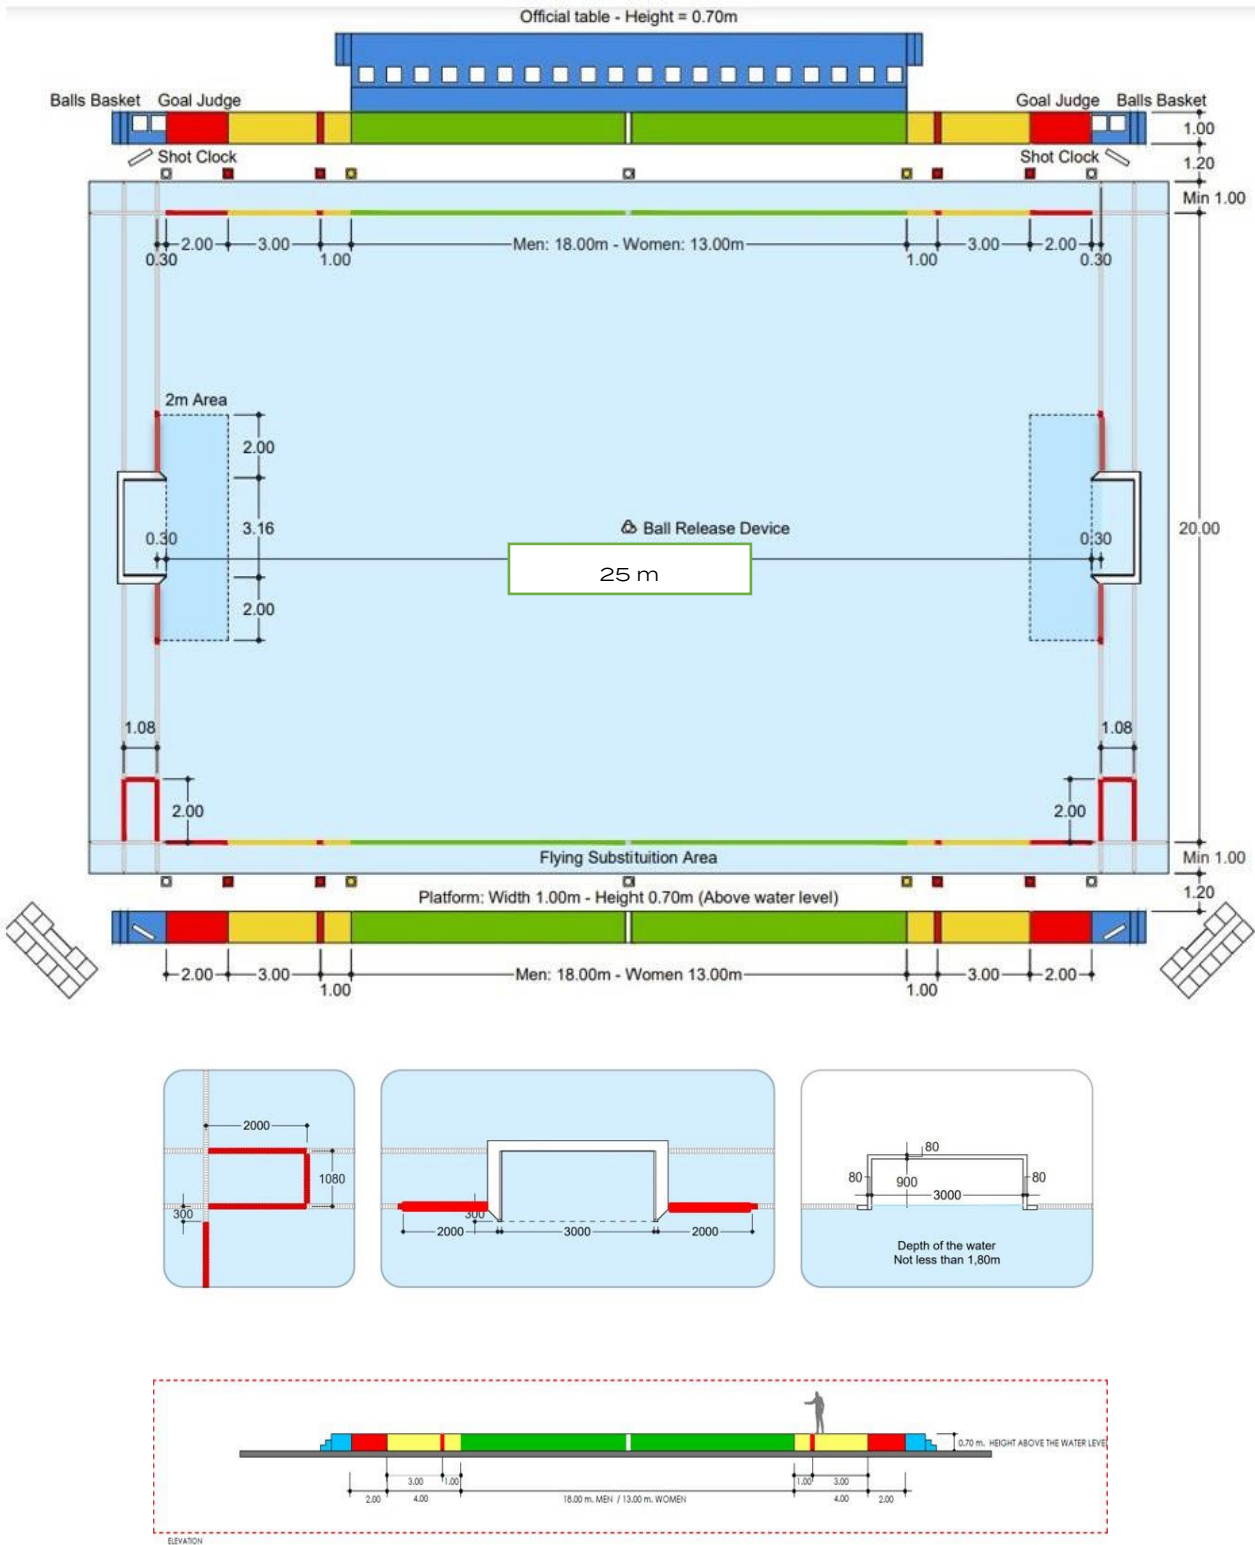 Official table - Height = 0.70m
Balls Basket Goal Judge Goal Judge Balls Basket
1.00
Shot Clock Shot Clock 1.20
Min 1.00
2.00 3.00 Men: 18.00m - Women: 13.00m 3.00 2.00
0.30 1.00 1.00 0.30
2m Area
2.00
3.16 Ball Release Device 20.00
0.30 0.30
25 m
2.00
1.08 1.08
2.00 2.00
Flying Substituition Area Min 1.00
1.20
Platform: Width 1.00m - Height 0.70m (Above water level)
2.00 3.00 Men: 18.00m - Women 13.00m 3.00 2.00
1.00 1.00
2000
1080
300
300
2000 3000 2000
80
80 900 80
3000
Depth of the water
Not less than 1,80m
0.70 m. HEIGHT ABOVE THE WATER LEVE
3.00 1.00 1.00 3.00
2.00 4.00 18.00 m. MEN / 13.00 m. WOMEN 4.00 2.00
ELEVATION